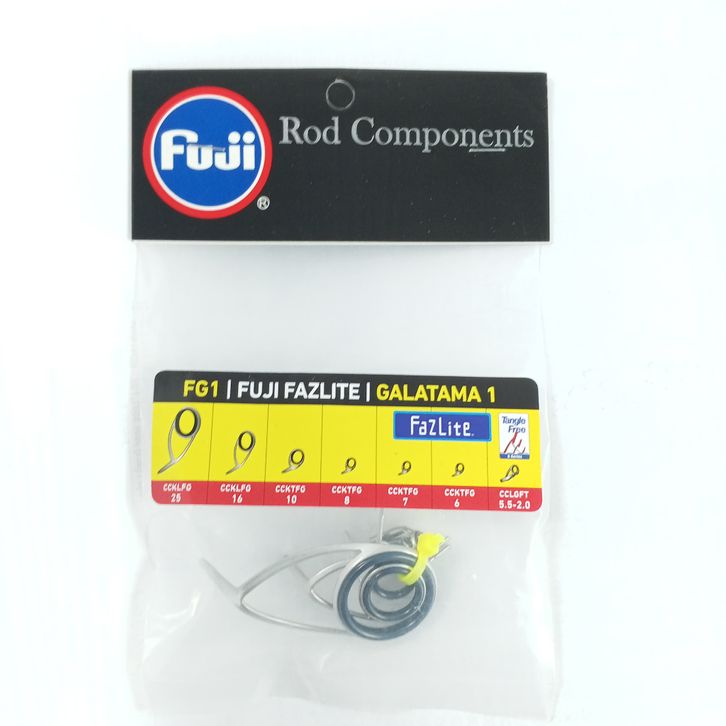 Fuji
Rod Components
®
FG1 | FUJI FAZLITE | GALATAMA 1
FaZLite
Tangle
Free
CCKLFG CCKLFG CCKTFG CCKTFG CCKTFG CCKTFG CCLGFT
25 16 10 8 7 6 5.5-2.0